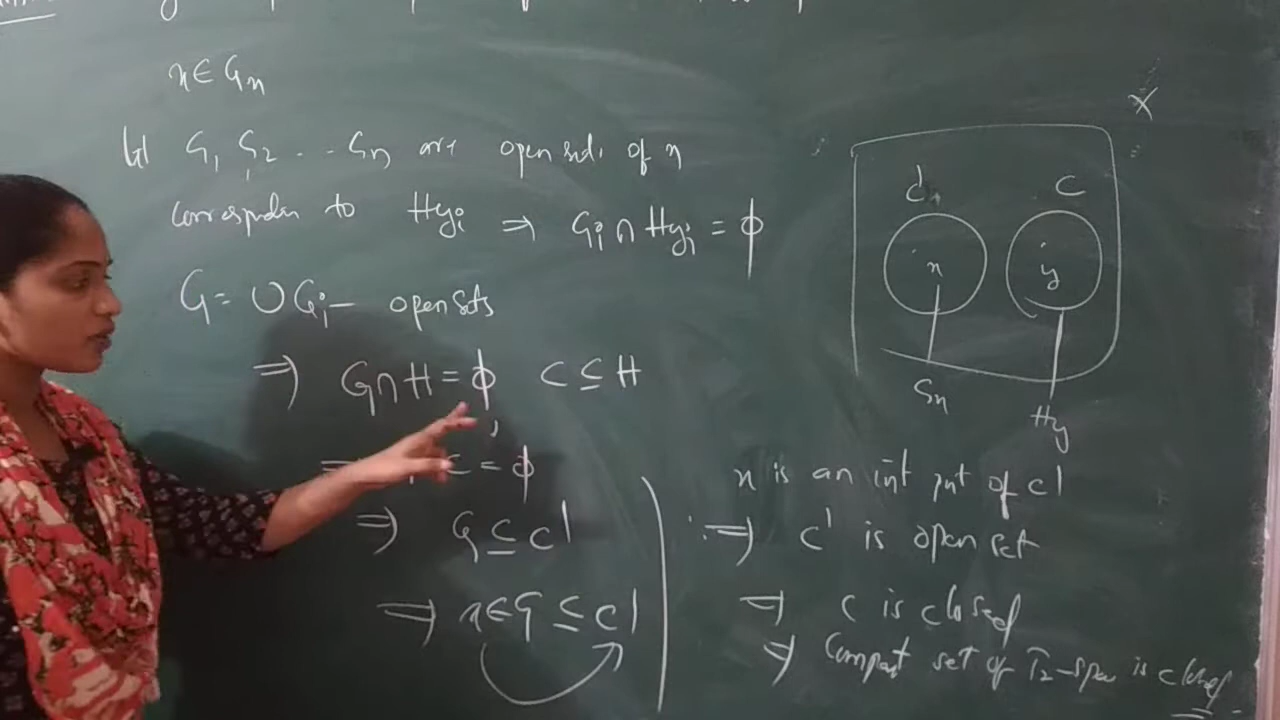 x ∈ Gx
let G1, G2 ... Gn are open sets of x
corresponden to Hyi ⇒ Gi ∩ Hyi = ϕ
G = ∪Gi — open sets
⇒ G ∩ H = ϕ C ⊆ H
⇒ C = ϕ
⇒ G ⊆ C'
⇒ x ∈ G ⊆ C'
X
C' C
x y
Gx
Hy
x is an int pnt of C'
⇒ C' is open set
⇒ C is closed
⇒ Compact set of T2-space is closed